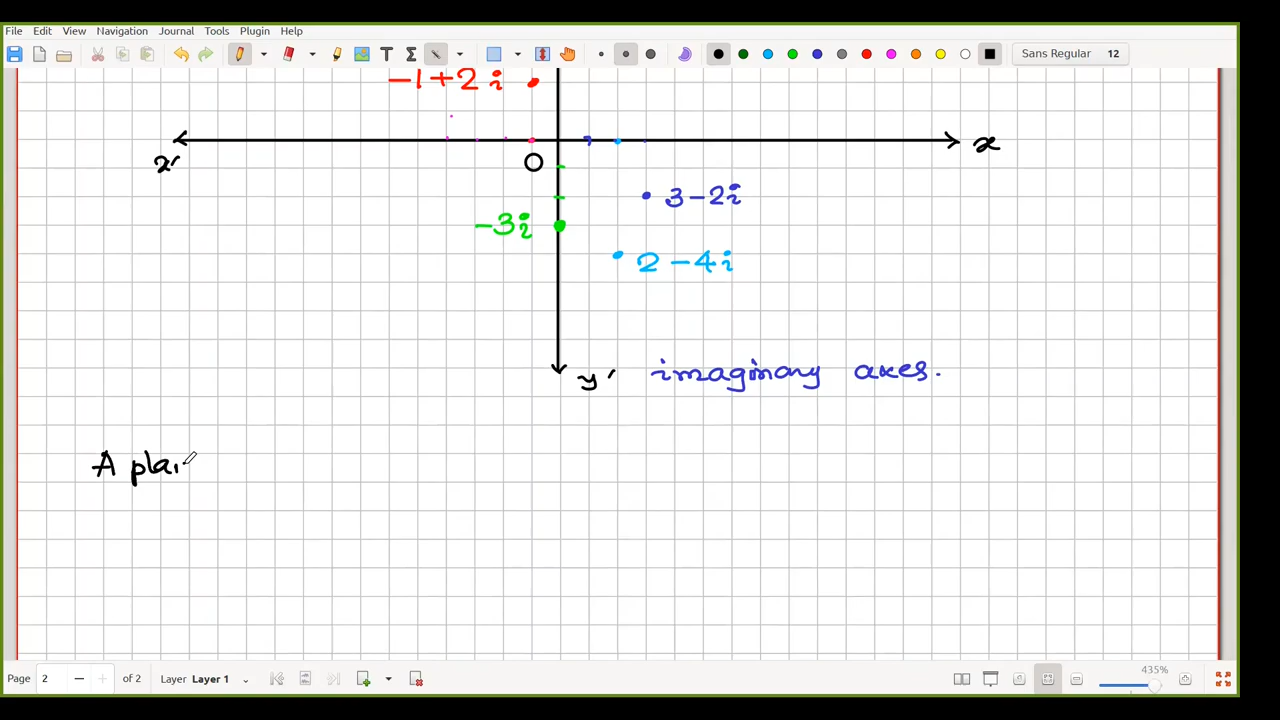 File Edit View Navigation Journal Tools Plugin Help
Sans Regular 12
-1+2i
x' x
O
3-2i
-3i
2-4i
y' imaginary axes.
A plai
435%
Page 2 of 2 Layer Layer 1